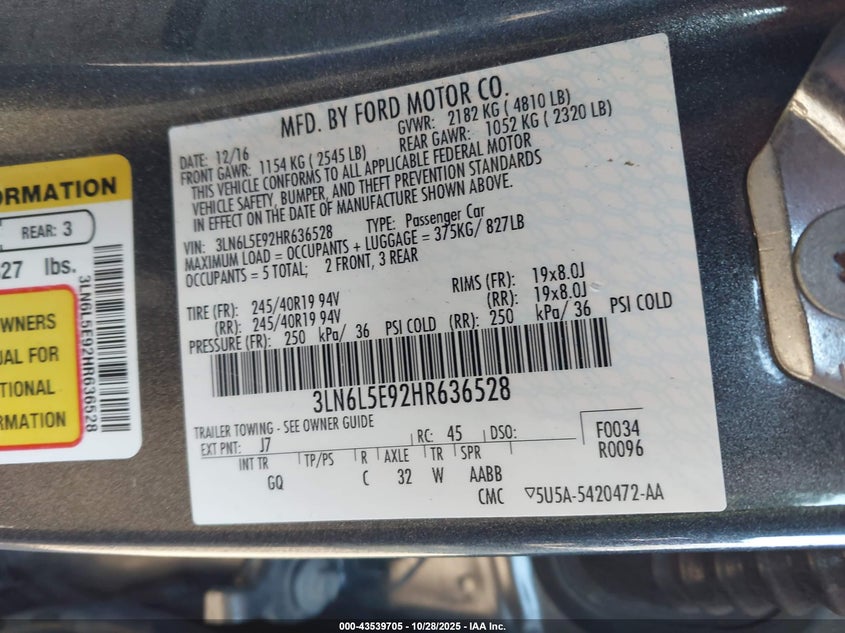 ORMATION
REAR: 3
27 lbs.
WNERS
UAL FOR
TIONAL
RMATION
3LN6L5E92HR636528
MFD. BY FORD MOTOR CO.
DATE: 12/16 GVWR: 2182 KG ( 4810 LB)
FRONT GAWR: 1154 KG ( 2545 LB) REAR GAWR: 1052 KG ( 2320 LB)
THIS VEHICLE CONFORMS TO ALL APPLICABLE FEDERAL MOTOR
VEHICLE SAFETY, BUMPER, AND THEFT PREVENTION STANDARDS
IN EFFECT ON THE DATE OF MANUFACTURE SHOWN ABOVE.
VIN: 3LN6L5E92HR636528 TYPE: Passenger Car
MAXIMUM LOAD = OCCUPANTS + LUGGAGE = 375KG/ 827LB
OCCUPANTS = 5 TOTAL; 2 FRONT, 3 REAR
TIRE (FR): 245/40R19 94V RIMS (FR): 19x8.0J
(RR): 245/40R19 94V (RR): 19x8.0J
PRESSURE (FR): 250 kPa/ 36 PSI COLD (RR): 250 kPa/ 36 PSI COLD
3LN6L5E92HR636528
TRAILER TOWING - SEE OWNER GUIDE
EXT PNT: J7 RC: 45 DSO: F0034
INT TR TP/PS R AXLE TR SPR R0096
GQ C 32 W AABB
CMC ▽5U5A-5420472-AA
000-43539705 | 10/28/2025 - IAA Inc.